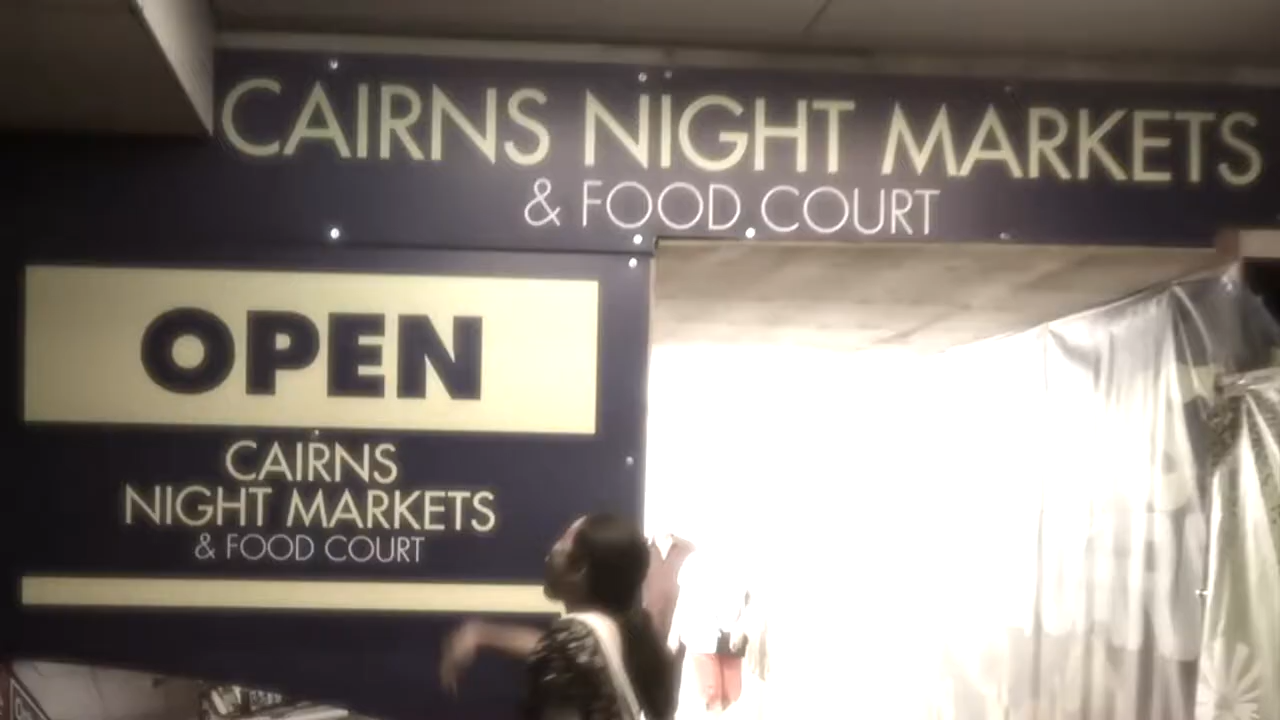 CAIRNS NIGHT MARKETS
& FOOD COURT
OPEN
CAIRNS
NIGHT MARKETS
& FOOD COURT